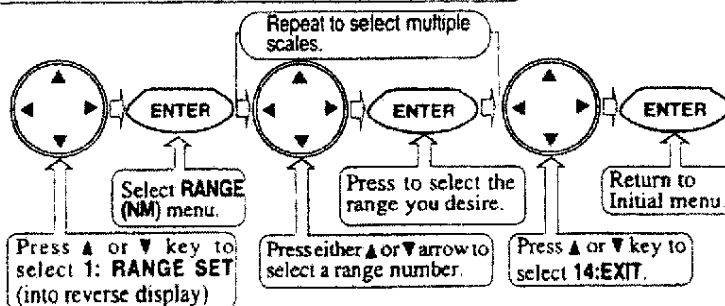 Repeat to select multiple
scales.
ENTER
ENTER
ENTER
Select RANGE
(NM) menu.
Press to select the
range you desire.
Return to
Initial menu.
Press ▲ or ▼ key to
select 1: RANGE SET
(into reverse display)
Press either ▲ or ▼ arrow to
select a range number.
Press ▲ or ▼ key to
select 14:EXIT.